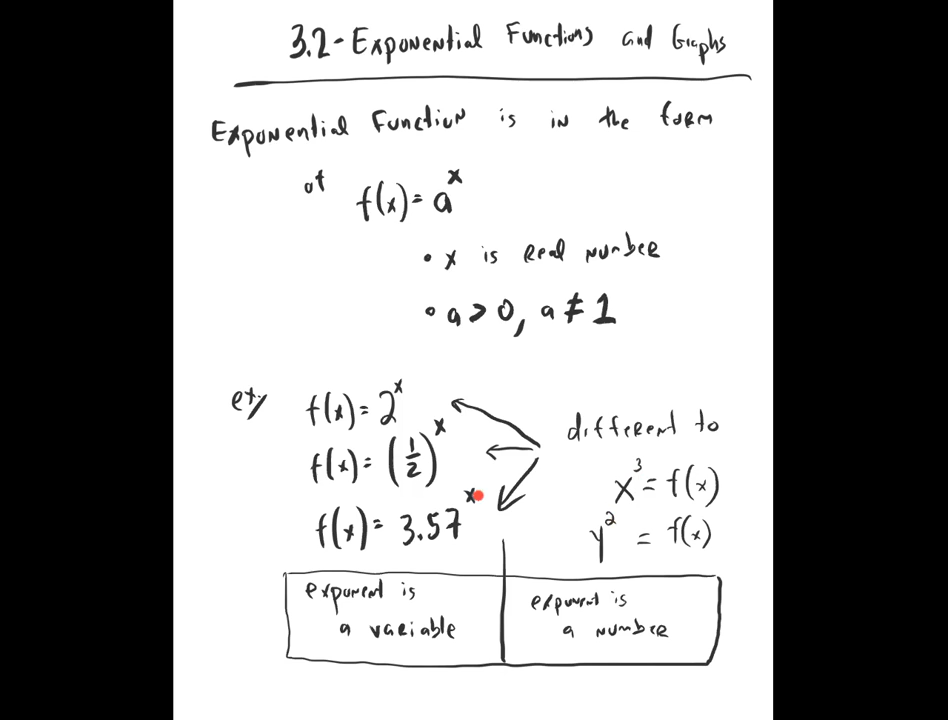 3.2 - Exponential Functions and Graphs
Exponential Function is in the form
of f(x) = a^x
• x is real number
• a > 0, a ≠ 1
ex/ f(x) = 2^x
f(x) = (1/2)^x
f(x) = 3.57^x
different to
x^3 = f(x)
y^2 = f(x)
exponent is
a variable
exponent is
a number